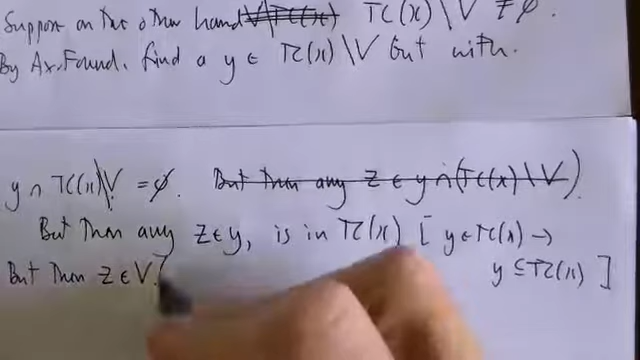 Suppose on the other hand V\TC(x) TC(x)\V ≠ ∅.
By Ax.Found. find a y ∈ TC(x)\V but with.
y ∩ TC(x)\V = ∅. But then any z ∈ y ∩ (TC(x)\V).
But then any z∈y, is in TC(x) [ y∈TC(x) →
But then z∈V. y ⊆ TC(x) ]